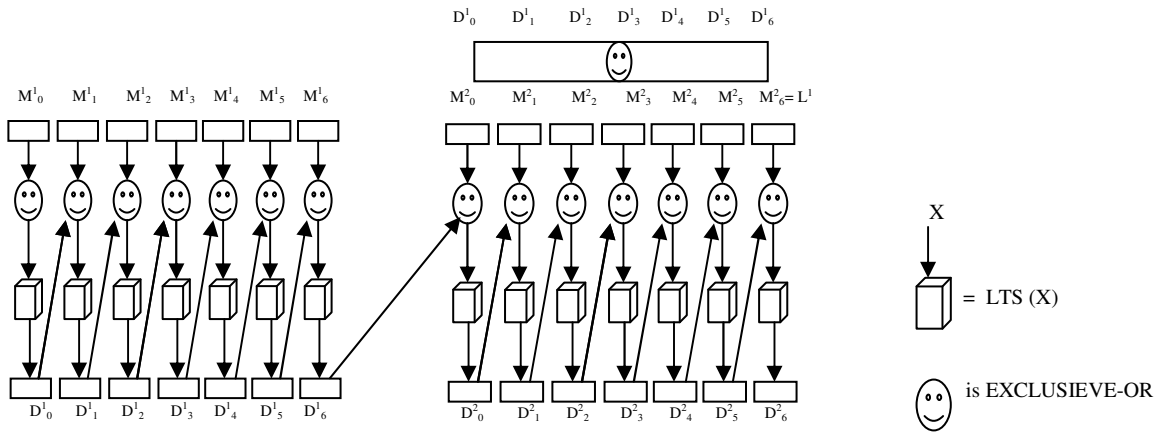 D¹₀ D¹₁ D¹₂ D¹₃ D¹₄ D¹₅ D¹₆
M¹₀ M¹₁ M¹₂ M¹₃ M¹₄ M¹₅ M¹₆
M²₀ M²₁ M²₂ M²₃ M²₄ M²₅ M²₆= L¹
X
= LTS (X)
D¹₀ D¹₁ D¹₂ D¹₃ D¹₄ D¹₅ D¹₆
D²₀ D²₁ D²₂ D²₃ D²₄ D²₅ D²₆
is EXCLUSIEVE-OR